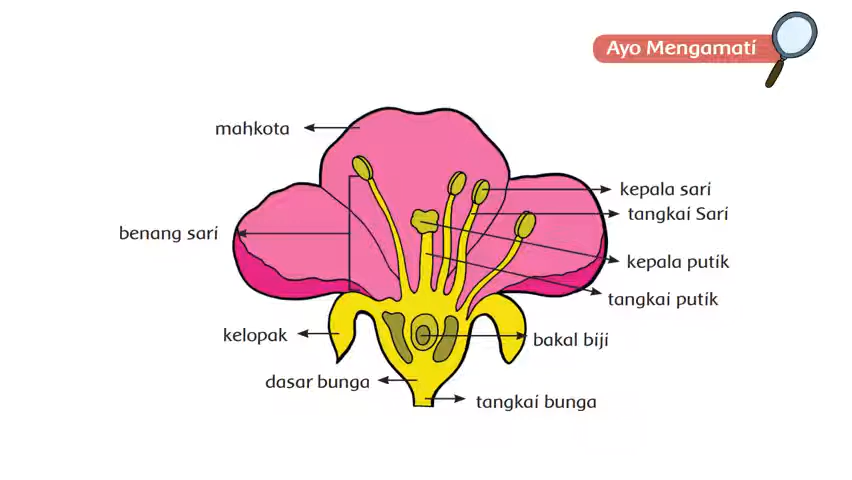 Ayo Mengamati
mahkota
kepala sari
tangkai Sari
benang sari
kepala putik
tangkai putik
kelopak
bakal biji
dasar bunga
tangkai bunga